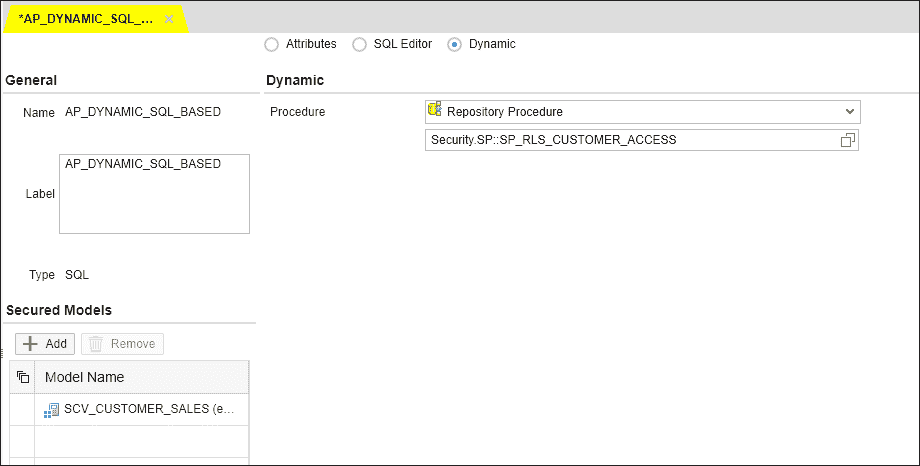 *AP_DYNAMIC_SQL_...
Attributes SQL Editor Dynamic
General
Name AP_DYNAMIC_SQL_BASED
Label AP_DYNAMIC_SQL_BASED
Type SQL
Secured Models
Add Remove
Model Name
SCV_CUSTOMER_SALES (e...
Dynamic
Procedure Repository Procedure
Security.SP::SP_RLS_CUSTOMER_ACCESS